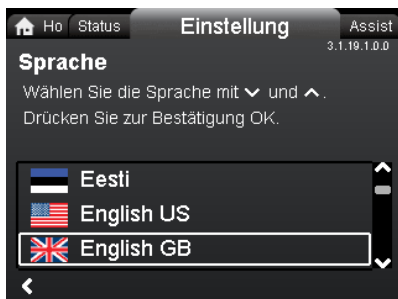 Ho Status Einstellung Assist
3.1.19.1.0.0
Sprache
Wählen Sie die Sprache mit und .
Drücken Sie zur Bestätigung OK.
Eesti
English US
English GB